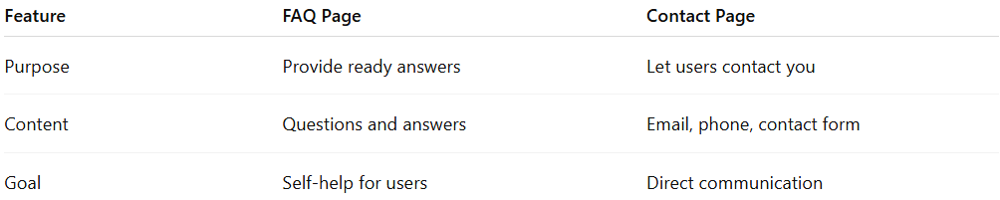 Feature FAQ Page Contact Page
Purpose Provide ready answers Let users contact you
Content Questions and answers Email, phone, contact form
Goal Self-help for users Direct communication